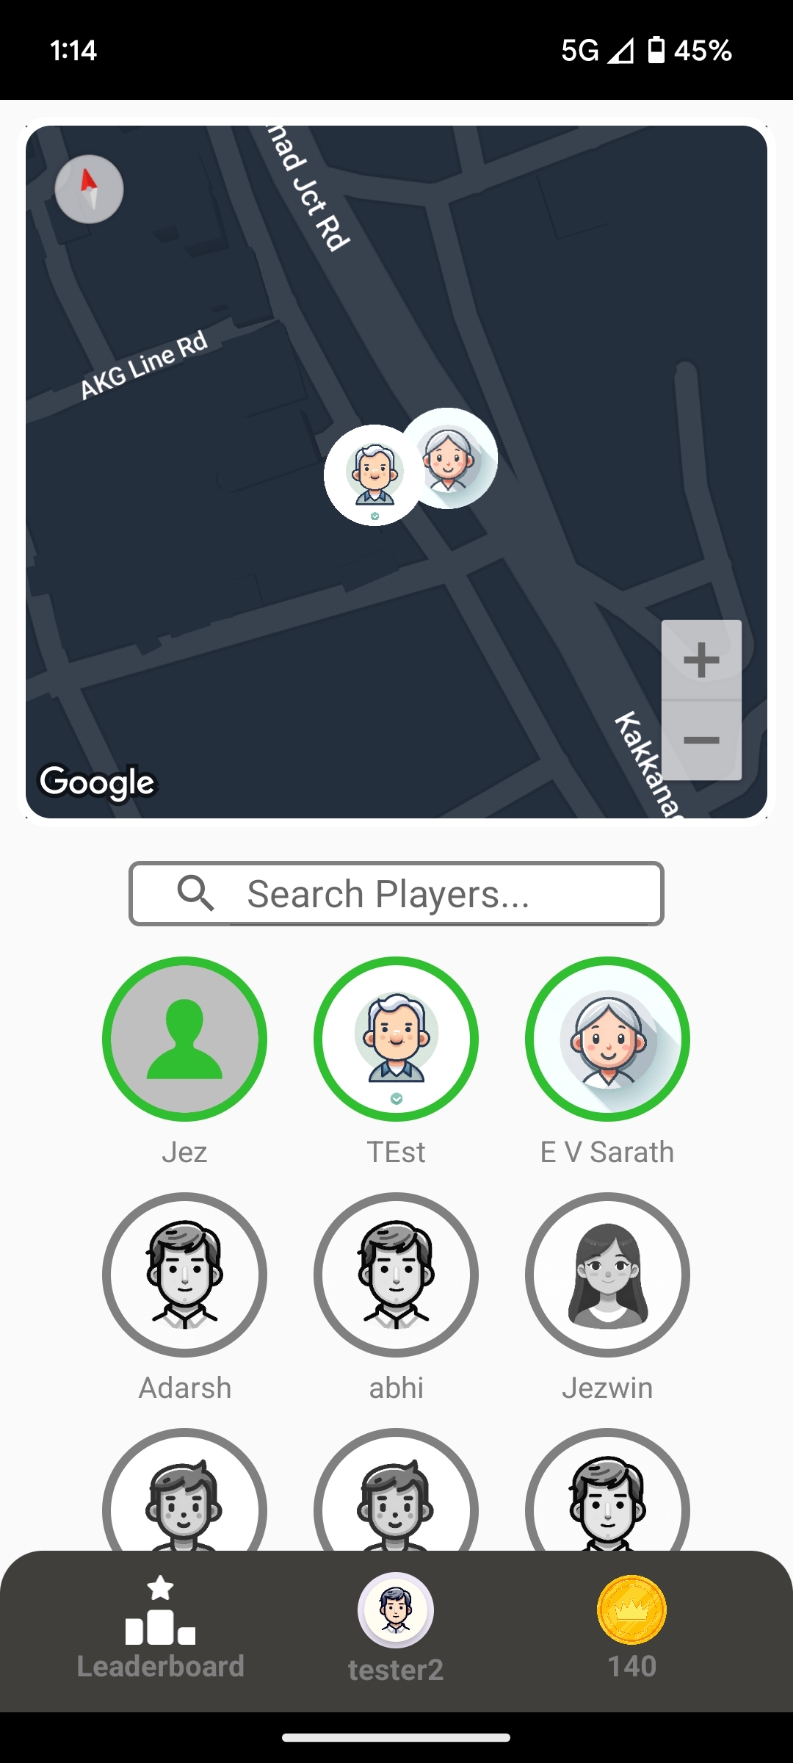 1:14
5G 45%
mad Jct Rd
AKG Line Rd
Kakkanad
Google
Search Players...
Jez
TEst
E V Sarath
Adarsh
abhi
Jezwin
Leaderboard
tester2
140